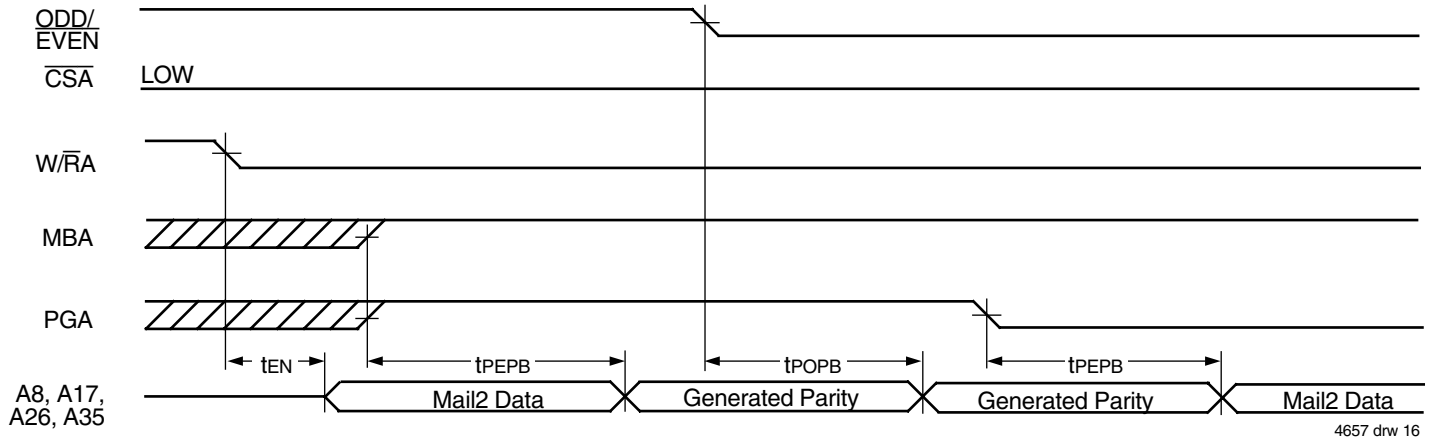 ODD/
EVEN
CSA
LOW
W/RA
MBA
PGA
tEN
tPEPB
tPOPB
tPEPB
A8, A17,
A26, A35
Mail2 Data
Generated Parity
Generated Parity
Mail2 Data
4657 drw 16